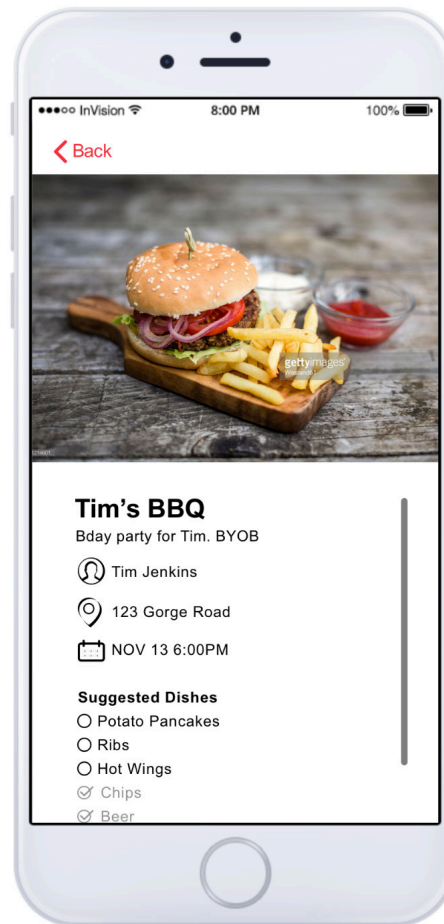 InVision 8:00 PM 100%
Back
gettyimages
Tim’s BBQ
Bday party for Tim. BYOB
Tim Jenkins
123 Gorge Road
NOV 13 6:00PM
Suggested Dishes
Potato Pancakes
Ribs
Hot Wings
Chips
Beer